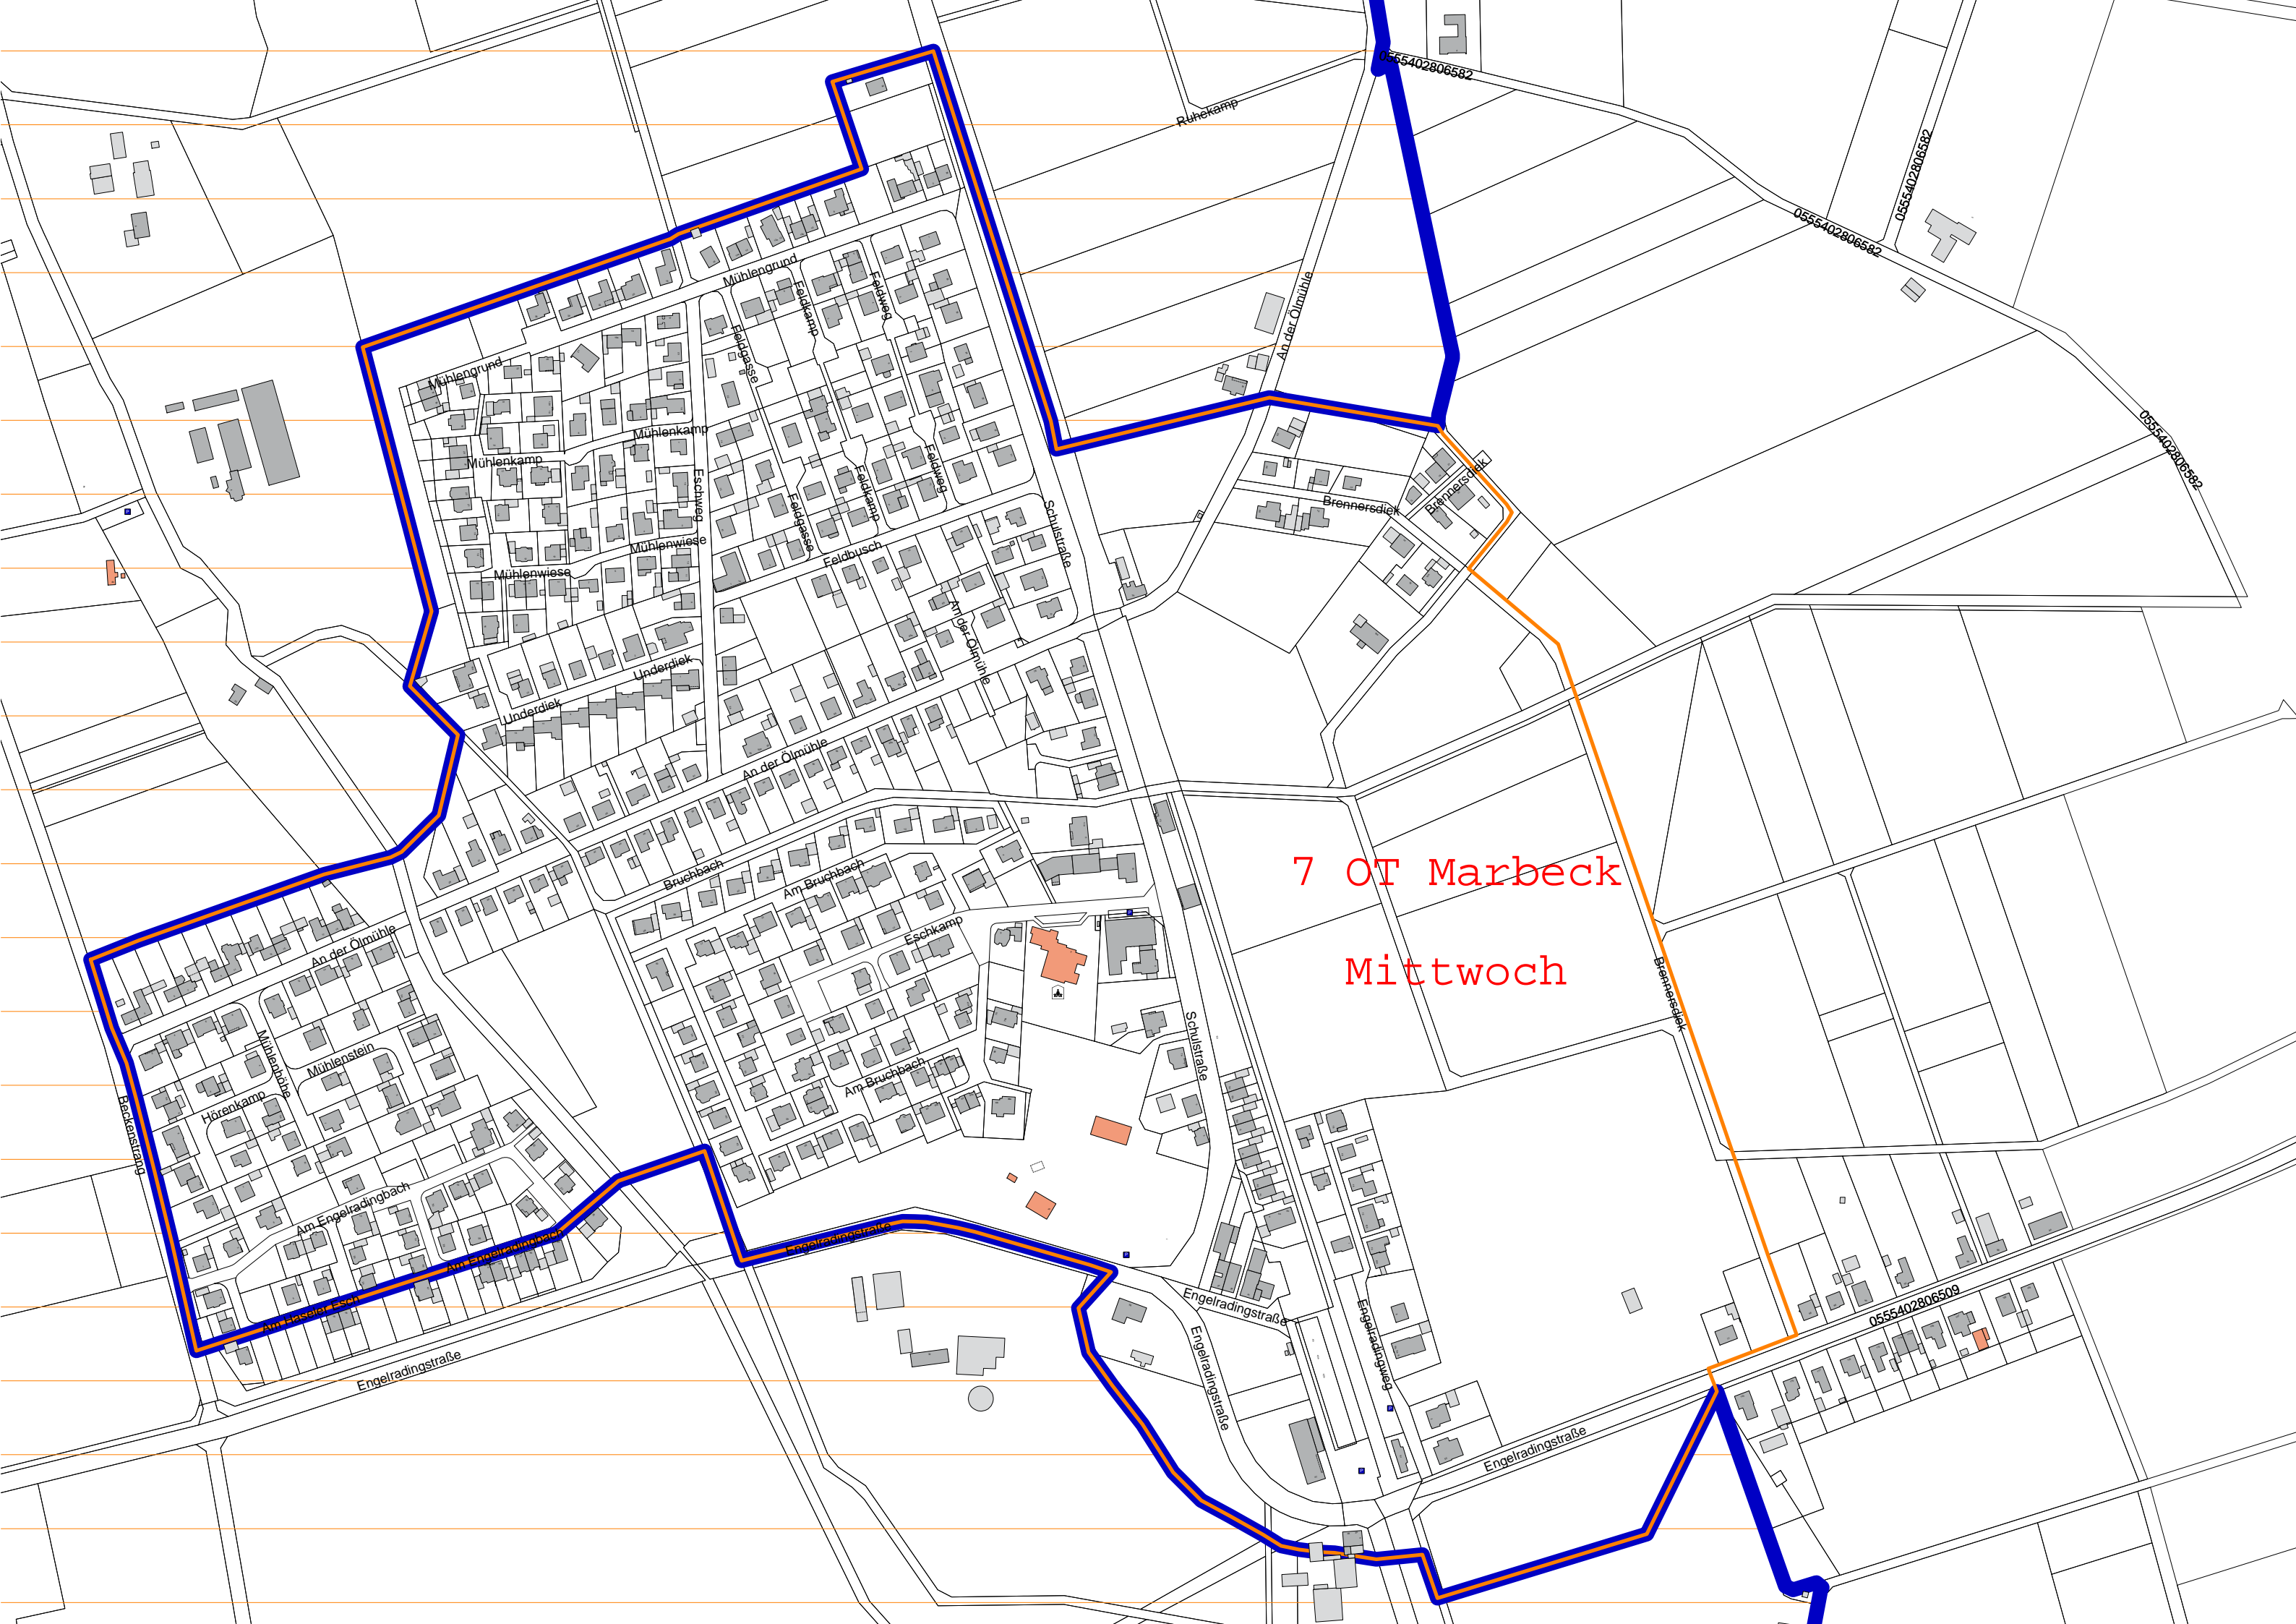 0555402806582
Ruhekamp
0555402806582
0555402806582
Mühlengrund
Feldkamp
Feldweg
An der Ölmühle
Feldgasse
Mühlengrund
Mühlenkamp
Mühlenkamp
Eschweg
Feldkamp
Feldweg
Feldgasse
0555402806582
Brennersdiek
Brennersdiek
Schulstraße
Mühlenwiese
Mühlenwiese
Feldbusch
An der Ölmühle
Underdiek
Underdiek
An der Ölmühle
Bruchbach
Am Bruchbach
7 OT Marbeck
Eschkamp
An der Ölmühle
Mittwoch
Brennersdiek
Schulstraße
Mühlenhöhe
Mühlenstein
Am Bruchbach
Hörenkamp
Beckenstrang
Am Engelradingbach
Am Engelradingbach
Engelradingstraße
Am Haseler Esch
Engelradingstraße
Engelradingstraße
Engelradingweg
0555402806509
Engelradingstraße
Engelradingstraße